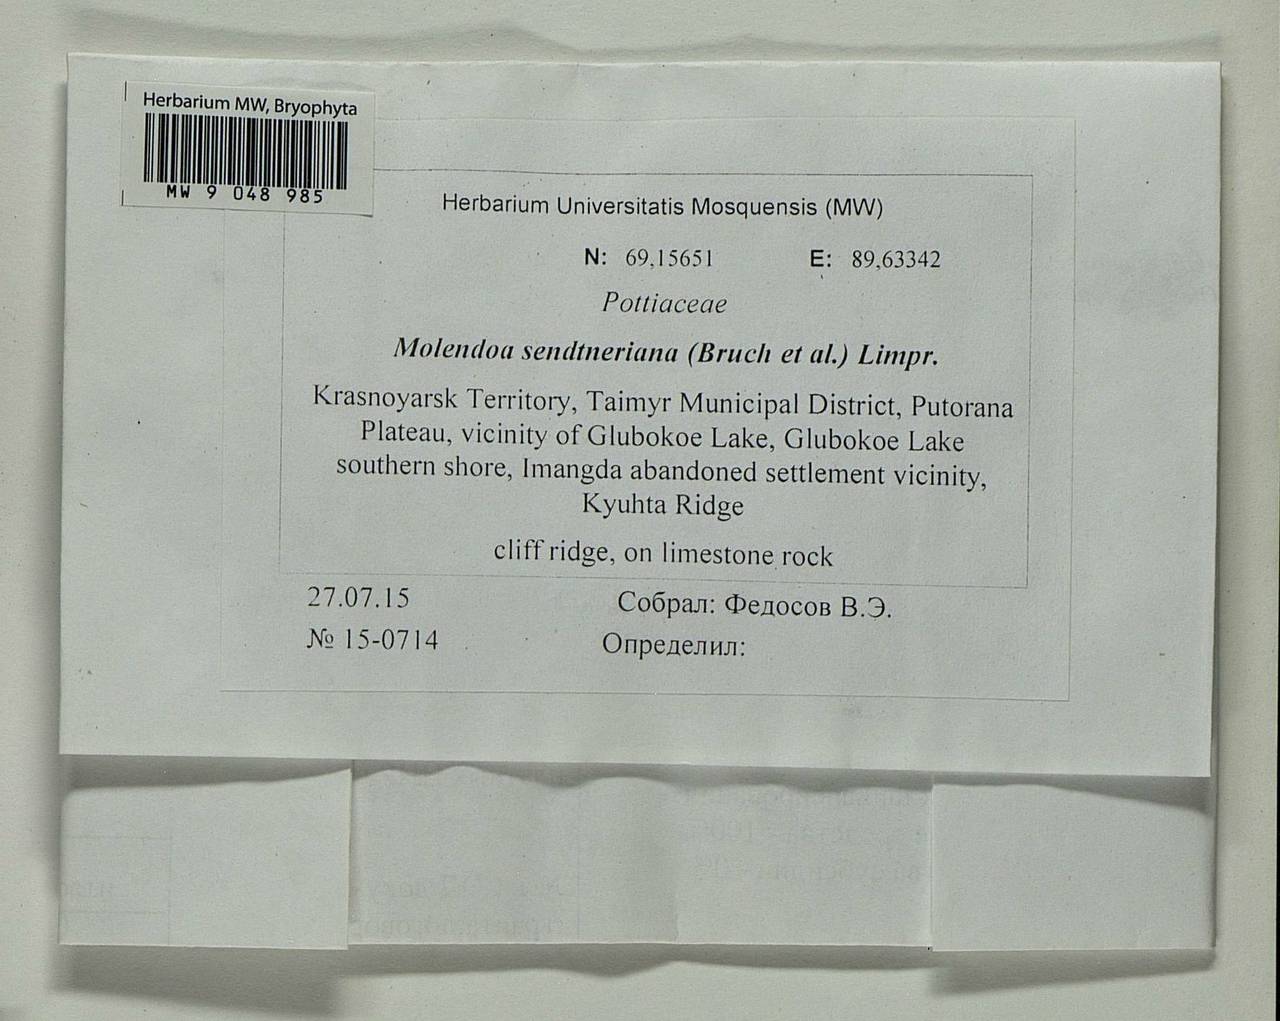 Herbarium MW, Bryophyta
MW 9 048 985
Herbarium Universitatis Mosquensis (MW)
N: 69,15651 E: 89,63342
Pottiaceae
Molendoa sendtneriana (Bruch et al.) Limpr.
Krasnoyarsk Territory, Taimyr Municipal District, Putorana
Plateau, vicinity of Glubokoe Lake, Glubokoe Lake
southern shore, Imangda abandoned settlement vicinity,
Kyuhta Ridge
cliff ridge, on limestone rock
27.07.15 Собрал: Федосов В.Э.
№ 15-0714 Определил: